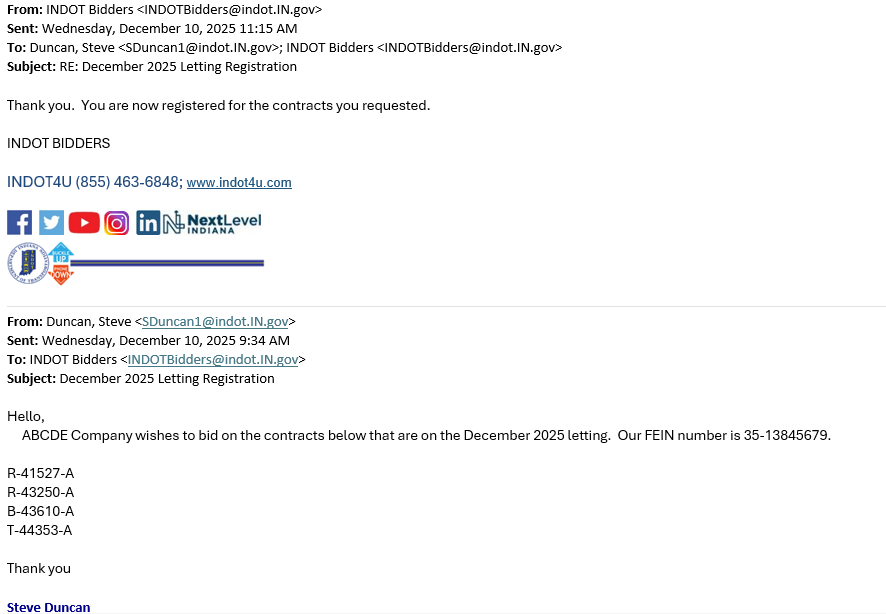 From: INDOT Bidders <INDOTBidders@indot.IN.gov>
Sent: Wednesday, December 10, 2025 11:15 AM
To: Duncan, Steve <SDuncan1@indot.IN.gov>; INDOT Bidders <INDOTBidders@indot.IN.gov>
Subject: RE: December 2025 Letting Registration
Thank you.  You are now registered for the contracts you requested.
INDOT BIDDERS
INDOT4U (855) 463-6848; www.indot4u.com
NextLevel
INDIANA
BUCKLE
UP
PHONE
DOWN
From: Duncan, Steve <SDuncan1@indot.IN.gov>
Sent: Wednesday, December 10, 2025 9:34 AM
To: INDOT Bidders <INDOTBidders@indot.IN.gov>
Subject: December 2025 Letting Registration
Hello,
ABCDE Company wishes to bid on the contracts below that are on the December 2025 letting.  Our FEIN number is 35-13845679.
R-41527-A
R-43250-A
B-43610-A
T-44353-A
Thank you
Steve Duncan